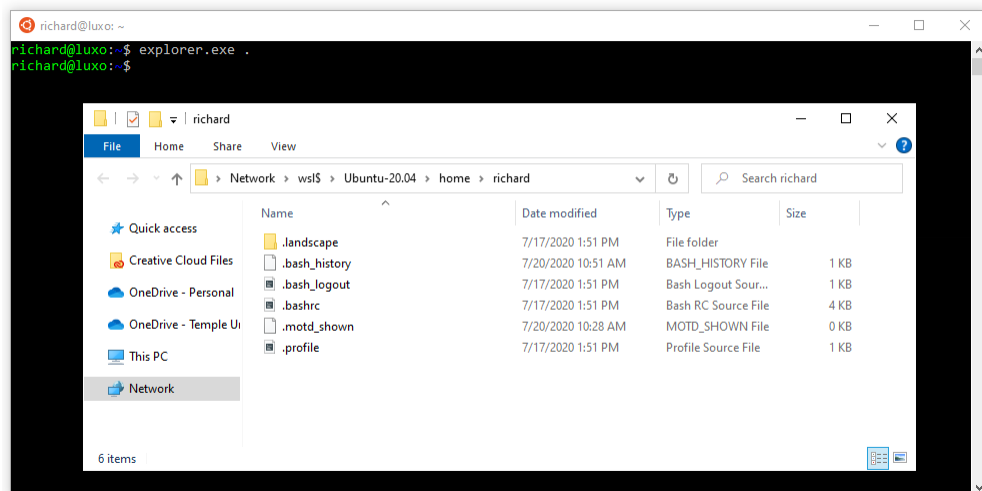 richard@luxo: ~
richard@luxo:~$ explorer.exe .
richard@luxo:~$
richard
File Home Share View
Network > wsl$ > Ubuntu-20.04 > home > richard
Search richard
Name Date modified Type Size
Quick access
Creative Cloud Files
OneDrive - Personal
OneDrive - Temple Ur
This PC
Network
.landscape 7/17/2020 1:51 PM File folder
.bash_history 7/20/2020 10:51 AM BASH_HISTORY File 1 KB
.bash_logout 7/17/2020 1:51 PM Bash Logout Sour... 1 KB
.bashrc 7/17/2020 1:51 PM Bash RC Source File 4 KB
.motd_shown 7/20/2020 10:28 AM MOTD_SHOWN File 0 KB
.profile 7/17/2020 1:51 PM Profile Source File 1 KB
6 items